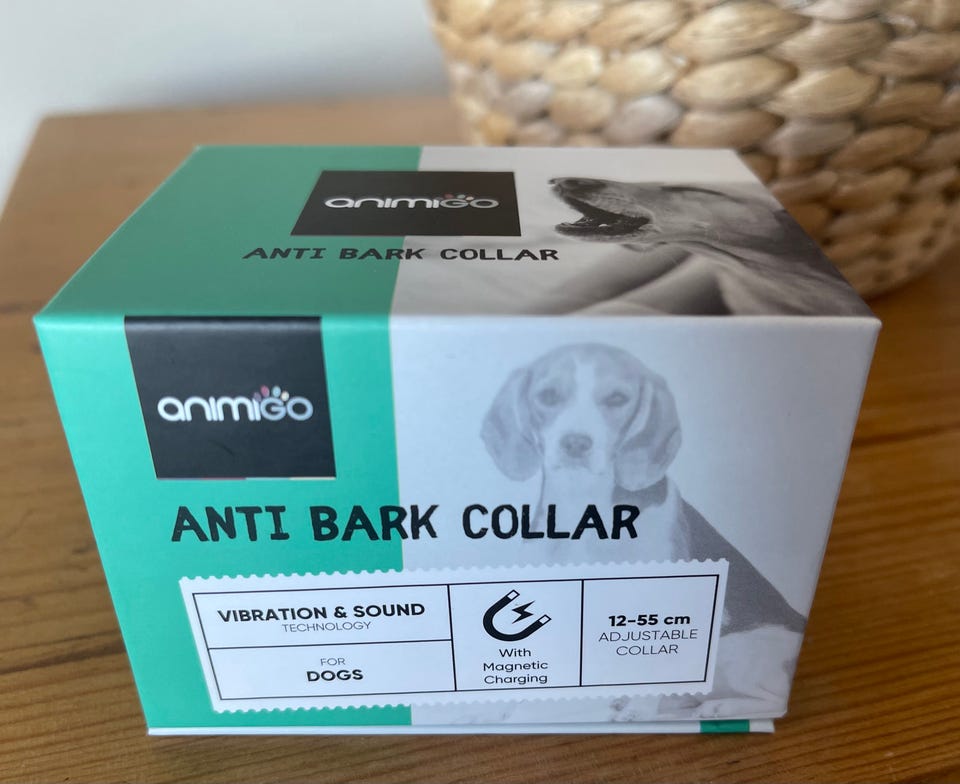 animigo
ANTI BARK COLLAR
animigo
ANTI BARK COLLAR
VIBRATION & SOUND
TECHNOLOGY
FOR
DOGS
With
Magnetic
Charging
12-55 cm
ADJUSTABLE
COLLAR